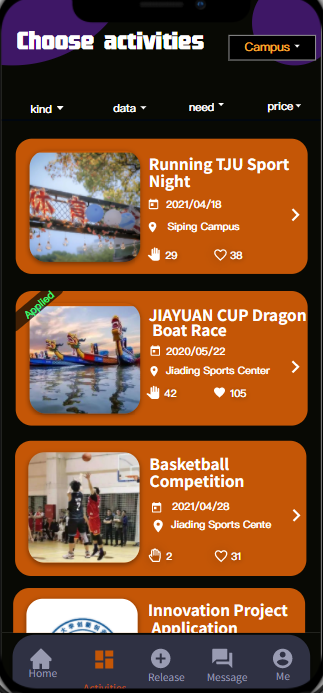 Choose activities
Campus
kind
data
need
price
Running TJU Sport
Night
2021/04/18
Siping Campus
29
38
Applied
JIAYUAN CUP Dragon
Boat Race
2020/05/22
Jiading Sports Center
42
105
Basketball
Competition
2021/04/28
Jiading Sports Cente
2
31
Innovation Project
Application
Home
Activities
Release
Message
Me